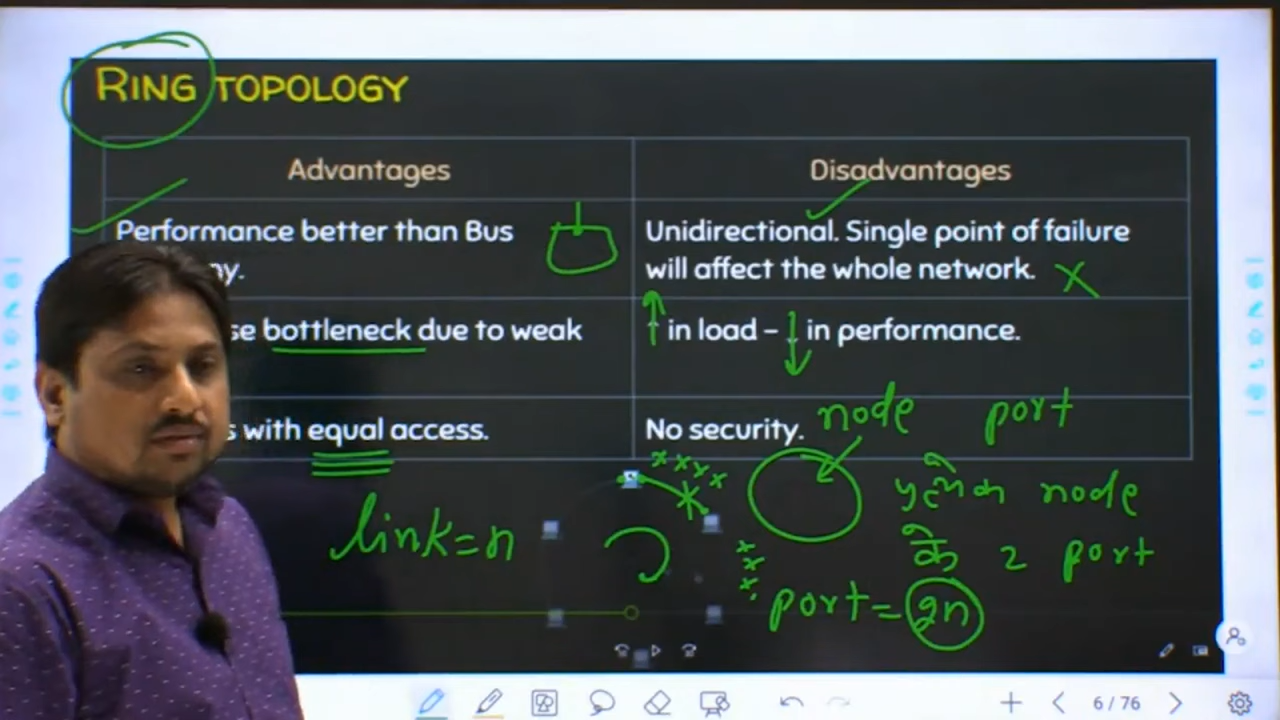 RING TOPOLOGY
Advantages
Disadvantages
Performance better than Bus
Unidirectional. Single point of failure
will affect the whole network.
bottleneck due to weak
↑ in load – ↓ in performance.
with equal access.
No security.
node port
node
के 2 port
link=n
port=2n
6 / 76